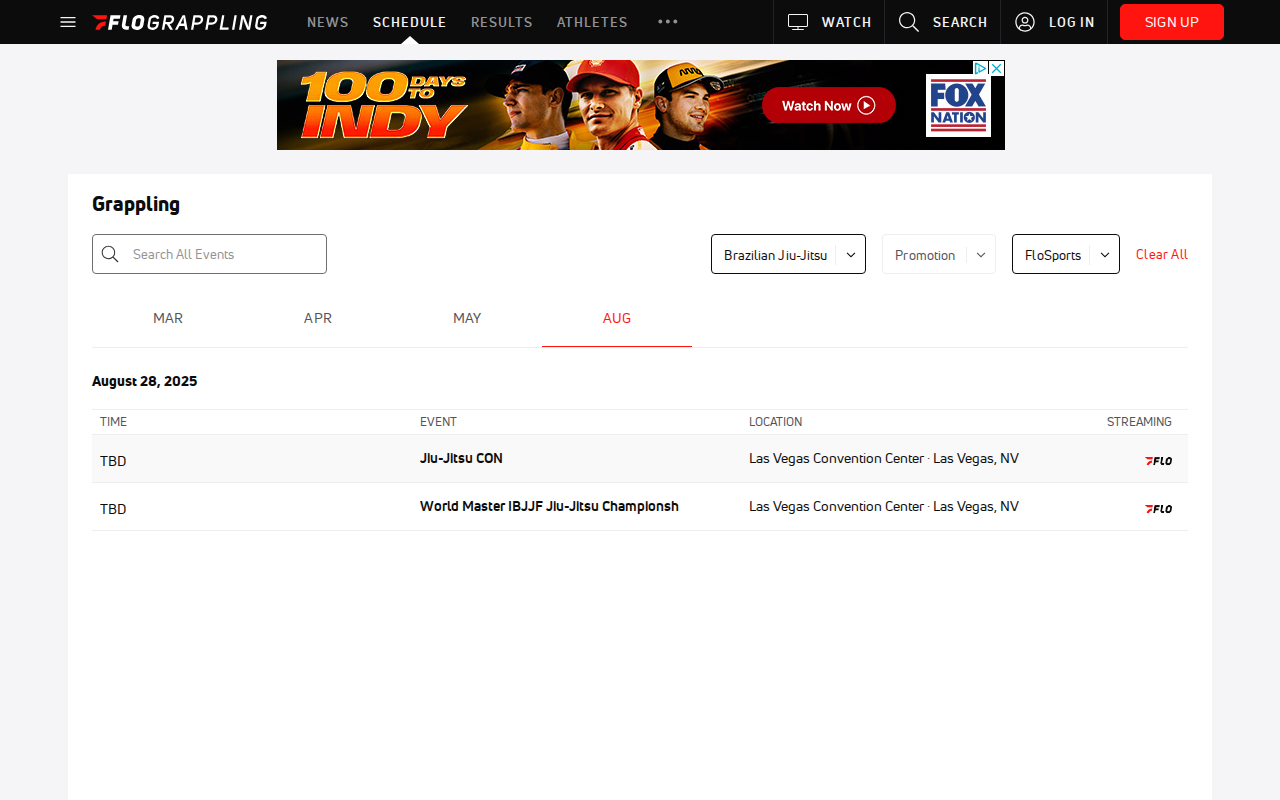 FLOGRAPPLING NEWS SCHEDULE RESULTS ATHLETES WATCH SEARCH LOG IN SIGN UP
100 DAYS TO INDY Watch Now FOX NATION
Grappling
Search All Events Brazilian Jiu-Jitsu Promotion FloSports Clear All
MAR APR MAY AUG
August 28, 2025
TIME EVENT LOCATION STREAMING
TBD Jiu-Jitsu CON Las Vegas Convention Center · Las Vegas, NV FLO
TBD World Master IBJJF Jiu-Jitsu Championsh Las Vegas Convention Center · Las Vegas, NV FLO